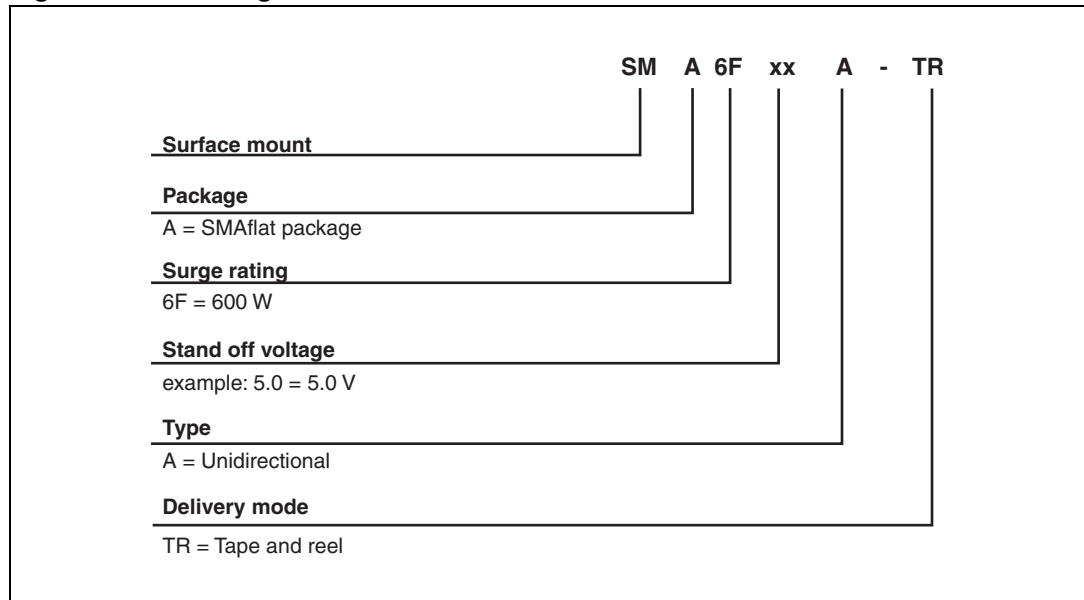 SM A 6F xx A - TR
Surface mount
Package
A = SMAflat package
Surge rating
6F = 600 W
Stand off voltage
example: 5.0 = 5.0 V
Type
A = Unidirectional
Delivery mode
TR = Tape and reel